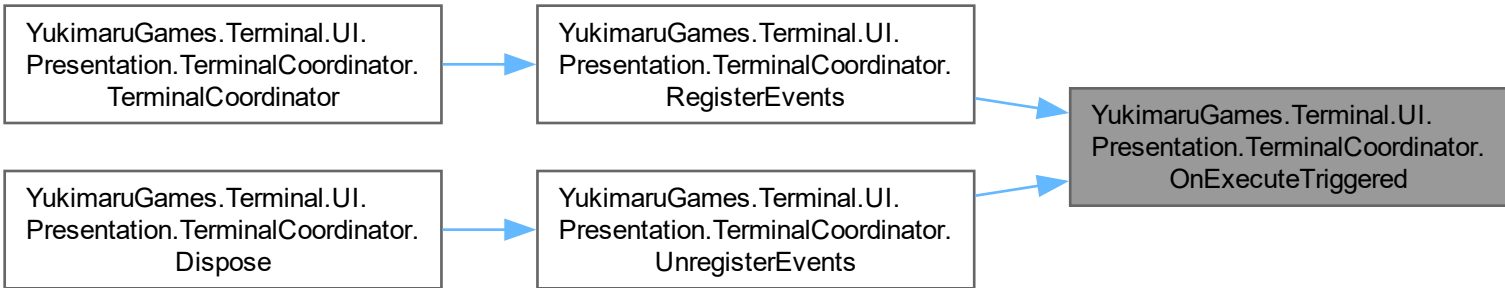 YukimaruGames.Terminal.UI.
Presentation.TerminalCoordinator.
TerminalCoordinator
YukimaruGames.Terminal.UI.
Presentation.TerminalCoordinator.
RegisterEvents
YukimaruGames.Terminal.UI.
Presentation.TerminalCoordinator.
OnExecuteTriggered
YukimaruGames.Terminal.UI.
Presentation.TerminalCoordinator.
Dispose
YukimaruGames.Terminal.UI.
Presentation.TerminalCoordinator.
UnregisterEvents